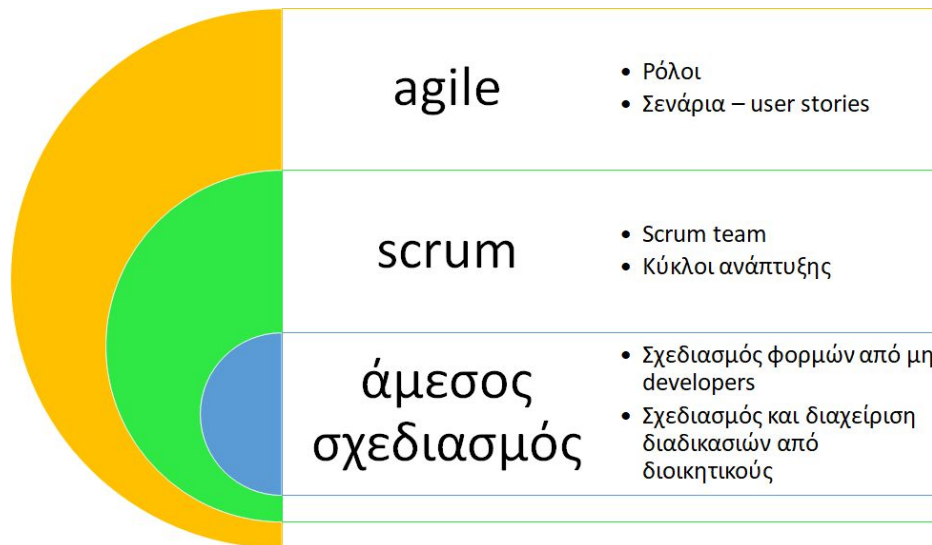 agile
• Ρόλοι
• Σενάρια – user stories
scrum
• Scrum team
• Κύκλοι ανάπτυξης
άμεσος
σχεδιασμός
• Σχεδιασμός φορμών από μη
developers
• Σχεδιασμός και διαχείριση
διαδικασιών από
διοικητικούς